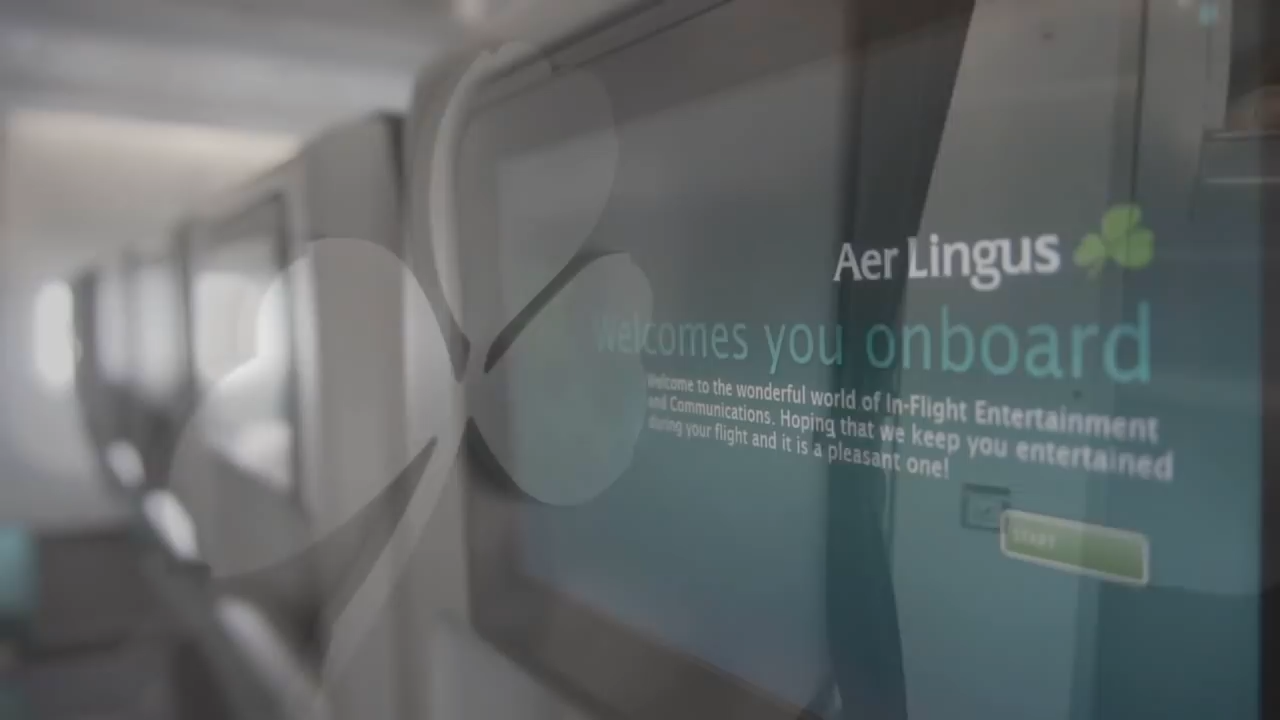 Aer Lingus
Welcomes you onboard
Welcome to the wonderful world of In-Flight Entertainment
and Communications. Hoping that we keep you entertained
during your flight and it is a pleasant one!
START